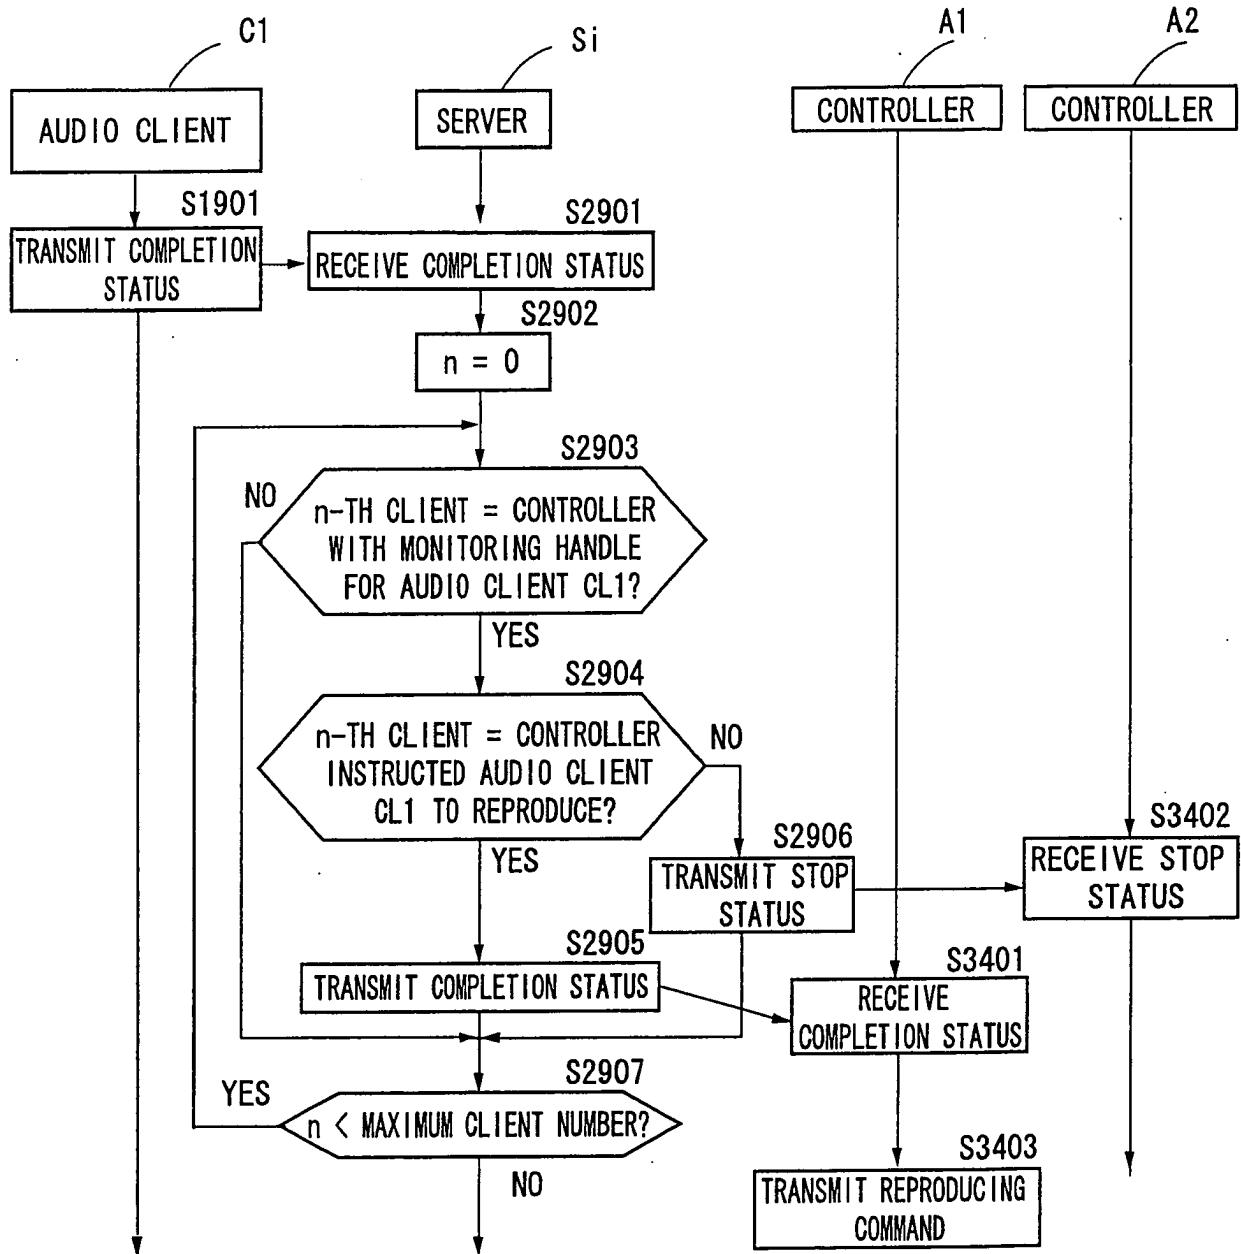 C1
Si
A1
A2
AUDIO CLIENT
SERVER
CONTROLLER
CONTROLLER
S1901
TRANSMIT COMPLETION
STATUS
S2901
RECEIVE COMPLETION STATUS
S2902
n = 0
S2903
NO
n-TH CLIENT = CONTROLLER
WITH MONITORING HANDLE
FOR AUDIO CLIENT CL1?
YES
S2904
n-TH CLIENT = CONTROLLER
INSTRUCTED AUDIO CLIENT
CL1 TO REPRODUCE?
NO
YES
S2906
TRANSMIT STOP
STATUS
S3402
RECEIVE STOP
STATUS
S2905
TRANSMIT COMPLETION STATUS
S3401
RECEIVE
COMPLETION STATUS
S2907
YES
n < MAXIMUM CLIENT NUMBER?
NO
S3403
TRANSMIT REPRODUCING
COMMAND